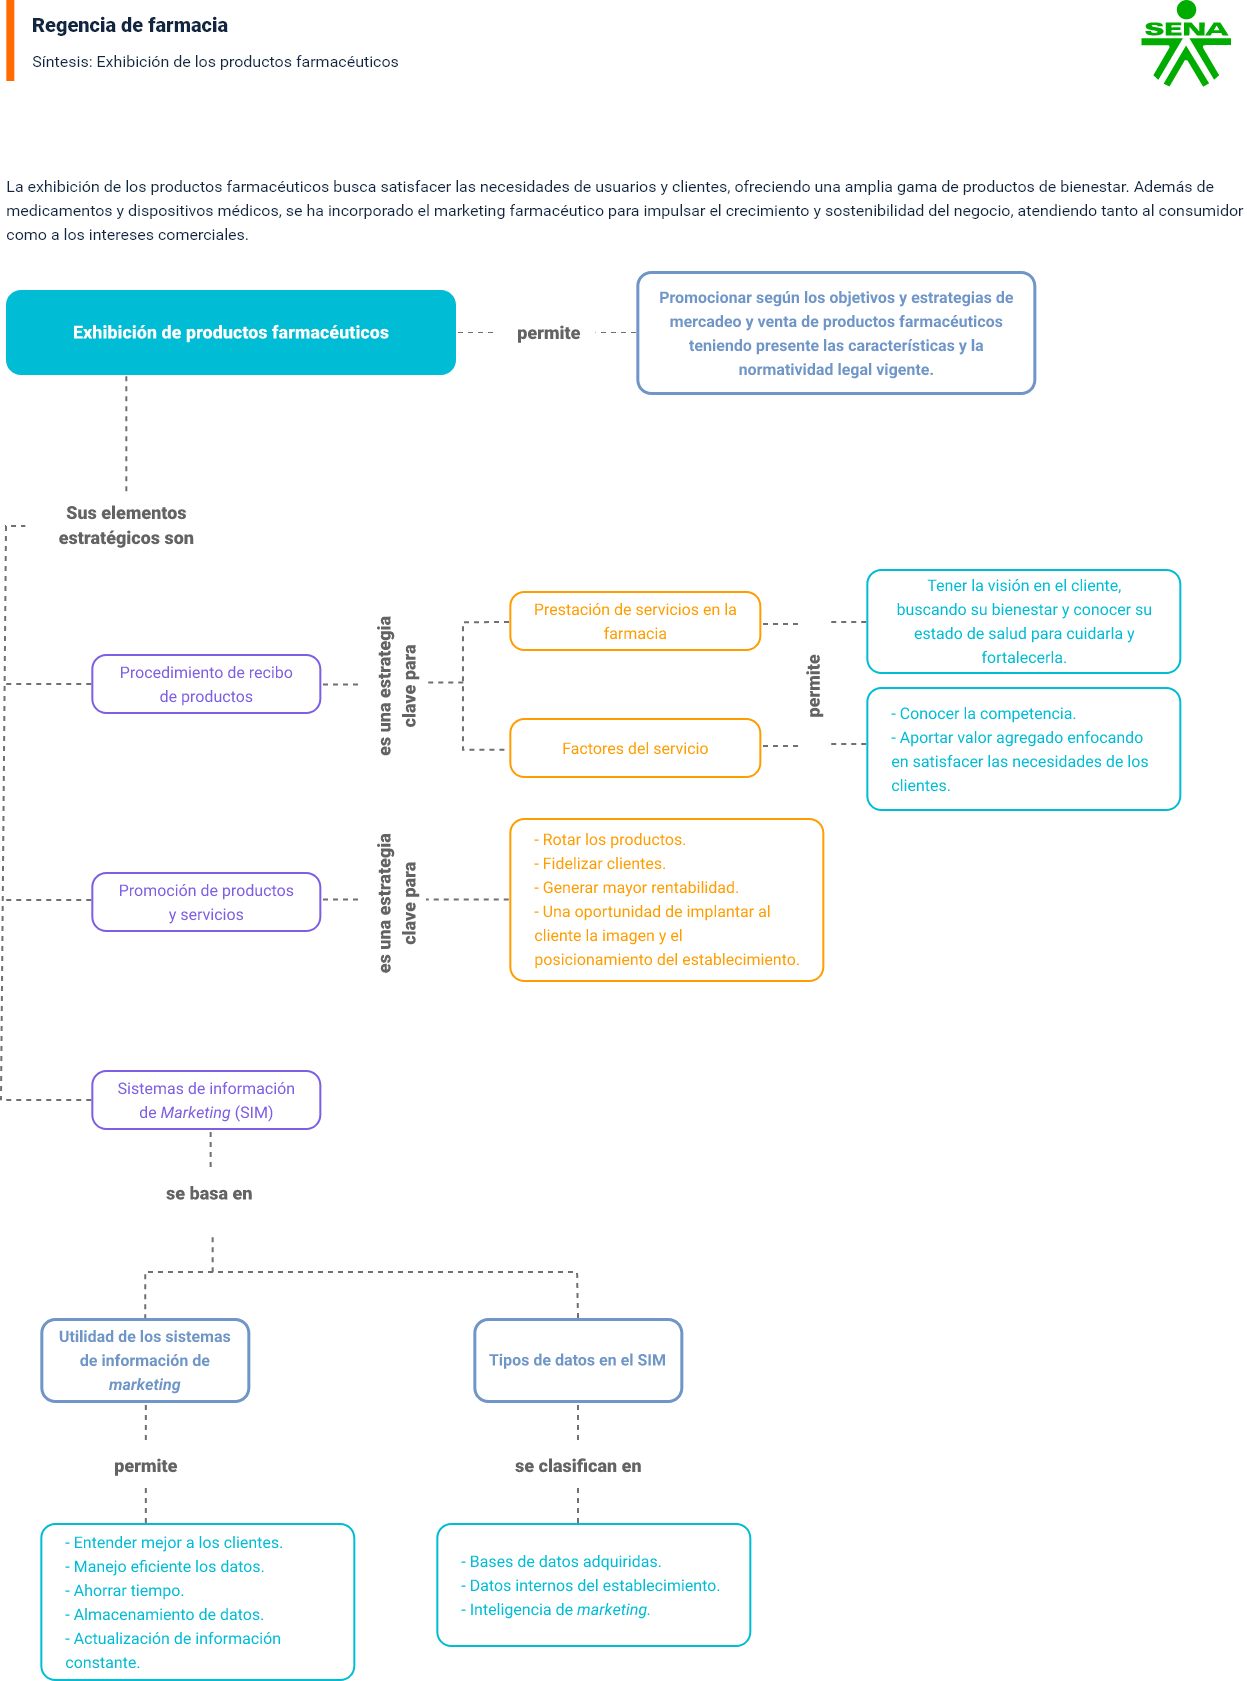 Regencia de farmacia
Síntesis: Exhibición de los productos farmacéuticos
SENA
La exhibición de los productos farmacéuticos busca satisfacer las necesidades de usuarios y clientes, ofreciendo una amplia gama de productos de bienestar. Además de
medicamentos y dispositivos médicos, se ha incorporado el marketing farmacéutico para impulsar el crecimiento y sostenibilidad del negocio, atendiendo tanto al consumidor
como a los intereses comerciales.
Exhibición de productos farmacéuticos
permite
Promocionar según los objetivos y estrategias de
mercadeo y venta de productos farmacéuticos
teniendo presente las características y la
normatividad legal vigente.
Sus elementos
estratégicos son
Procedimiento de recibo
de productos
es una estrategia
clave para
Prestación de servicios en la
farmacia
Factores del servicio
permite
Tener la visión en el cliente,
buscando su bienestar y conocer su
estado de salud para cuidarla y
fortalecerla.
- Conocer la competencia.
- Aportar valor agregado enfocando
en satisfacer las necesidades de los
clientes.
Promoción de productos
y servicios
es una estrategia
clave para
- Rotar los productos.
- Fidelizar clientes.
- Generar mayor rentabilidad.
- Una oportunidad de implantar al
cliente la imagen y el
posicionamiento del establecimiento.
Sistemas de información
de Marketing (SIM)
se basa en
Utilidad de los sistemas
de información de
marketing
permite
- Entender mejor a los clientes.
- Manejo eficiente los datos.
- Ahorrar tiempo.
- Almacenamiento de datos.
- Actualización de información
constante.
Tipos de datos en el SIM
se clasifican en
- Bases de datos adquiridas.
- Datos internos del establecimiento.
- Inteligencia de marketing.